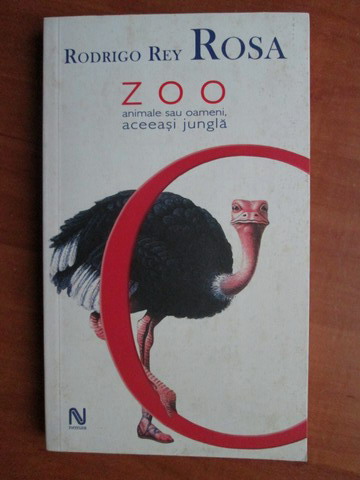 RODRIGO REY ROSA
ZOO
animale sau oameni,
aceeași junglă
N